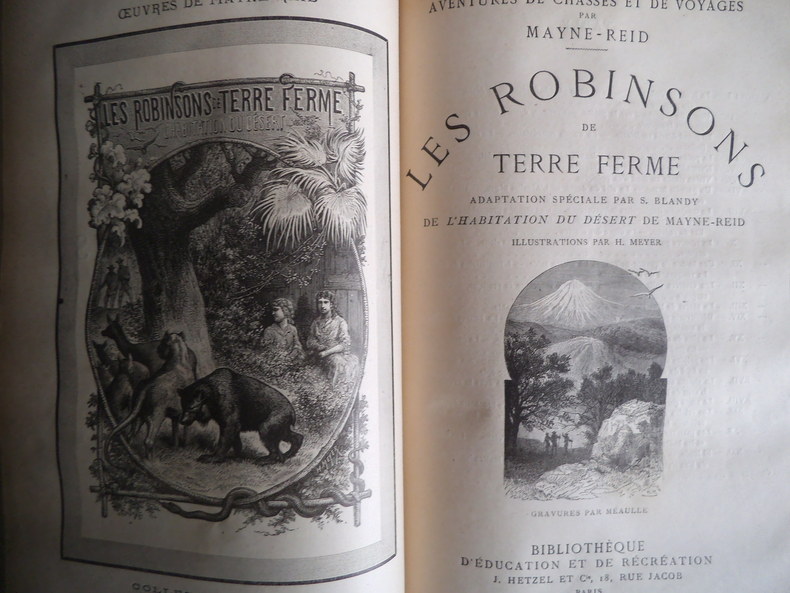 ŒUVRES DE MAYNE-REID
LES ROBINSONS DE TERRE FERME
L'HABITATION DU DÉSERT
AVENTURES DE CHASSES ET DE VOYAGES
PAR
MAYNE-REID
LES ROBINSONS
DE
TERRE FERME
ADAPTATION SPÉCIALE PAR S. BLANDY
DE L'HABITATION DU DÉSERT DE MAYNE-REID
ILLUSTRATIONS PAR H. MEYER
GRAVURES PAR MÉAULLE
BIBLIOTHÈQUE
D'ÉDUCATION ET DE RÉCRÉATION
J. HETZEL ET Cie, 18, RUE JACOB
PARIS